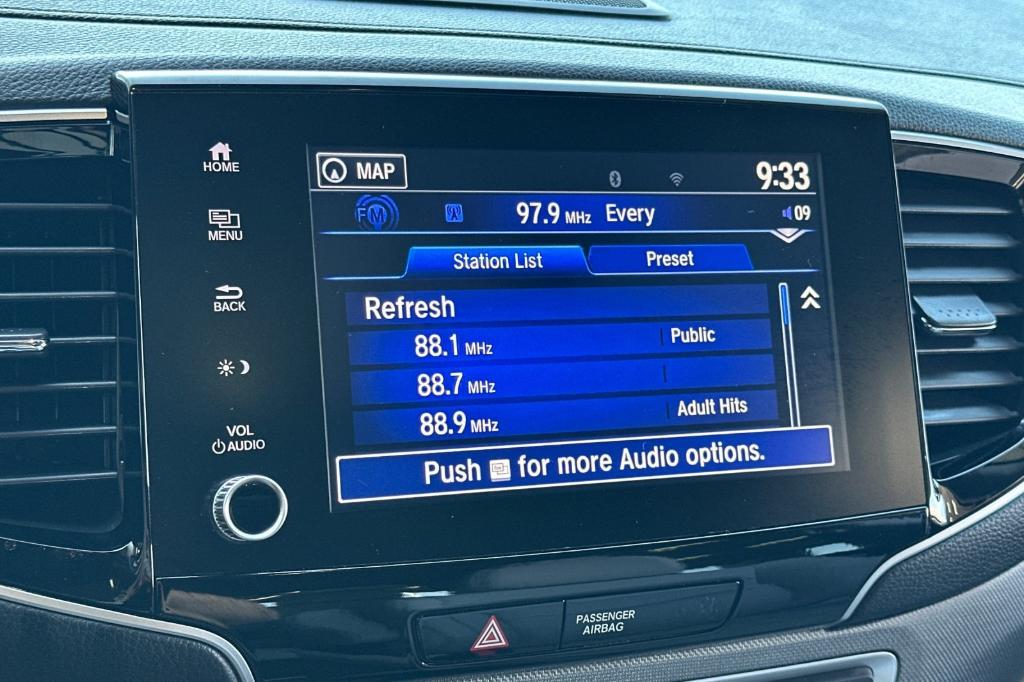 HOME
MENU
BACK
VOL
AUDIO
MAP
9:33
FM
97.9 MHz Every
09
Station List Preset
Refresh
88.1 MHz Public
88.7 MHz
88.9 MHz Adult Hits
Push for more Audio options.
PASSENGER
AIRBAG